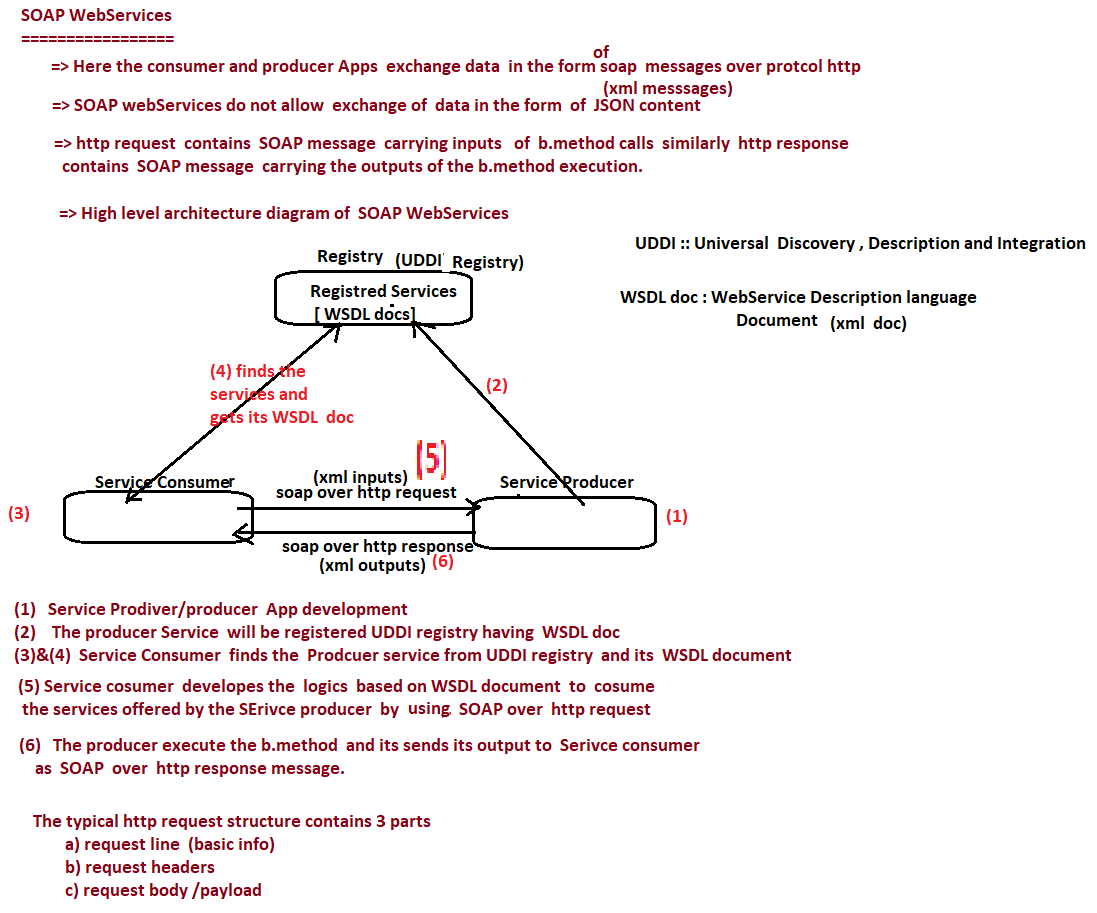 SOAP WebServices
=================
=> Here the consumer and producer Apps exchange data in the form of soap messages over protcol http
(xml messsages)
=> SOAP webServices do not allow exchange of data in the form of JSON content
=> http request contains SOAP message carrying inputs of b.method calls similarly http response
contains SOAP message carrying the outputs of the b.method execution.
=> High level architecture diagram of SOAP WebServices
UDDI :: Universal Discovery , Description and Integration
Registry (UDDI Registry)
Registred Services
[ WSDL docs]
WSDL doc : WebService Description language
Document (xml doc)
(4) finds the
services and
gets its WSDL doc
(2)
(5)
Service Consumer
(xml inputs)
soap over http request
Service Producer
(3)
(1)
soap over http response
(xml outputs) (6)
(1) Service Prodiver/producer App development
(2) The producer Service will be registered UDDI registry having WSDL doc
(3)&(4) Service Consumer finds the Prodcuer service from UDDI registry and its WSDL document
(5) Service cosumer developes the logics based on WSDL document to cosume
the services offered by the SErivce producer by using SOAP over http request
(6) The producer execute the b.method and its sends its output to Serivce consumer
as SOAP over http response message.
The typical http request structure contains 3 parts
a) request line (basic info)
b) request headers
c) request body /payload